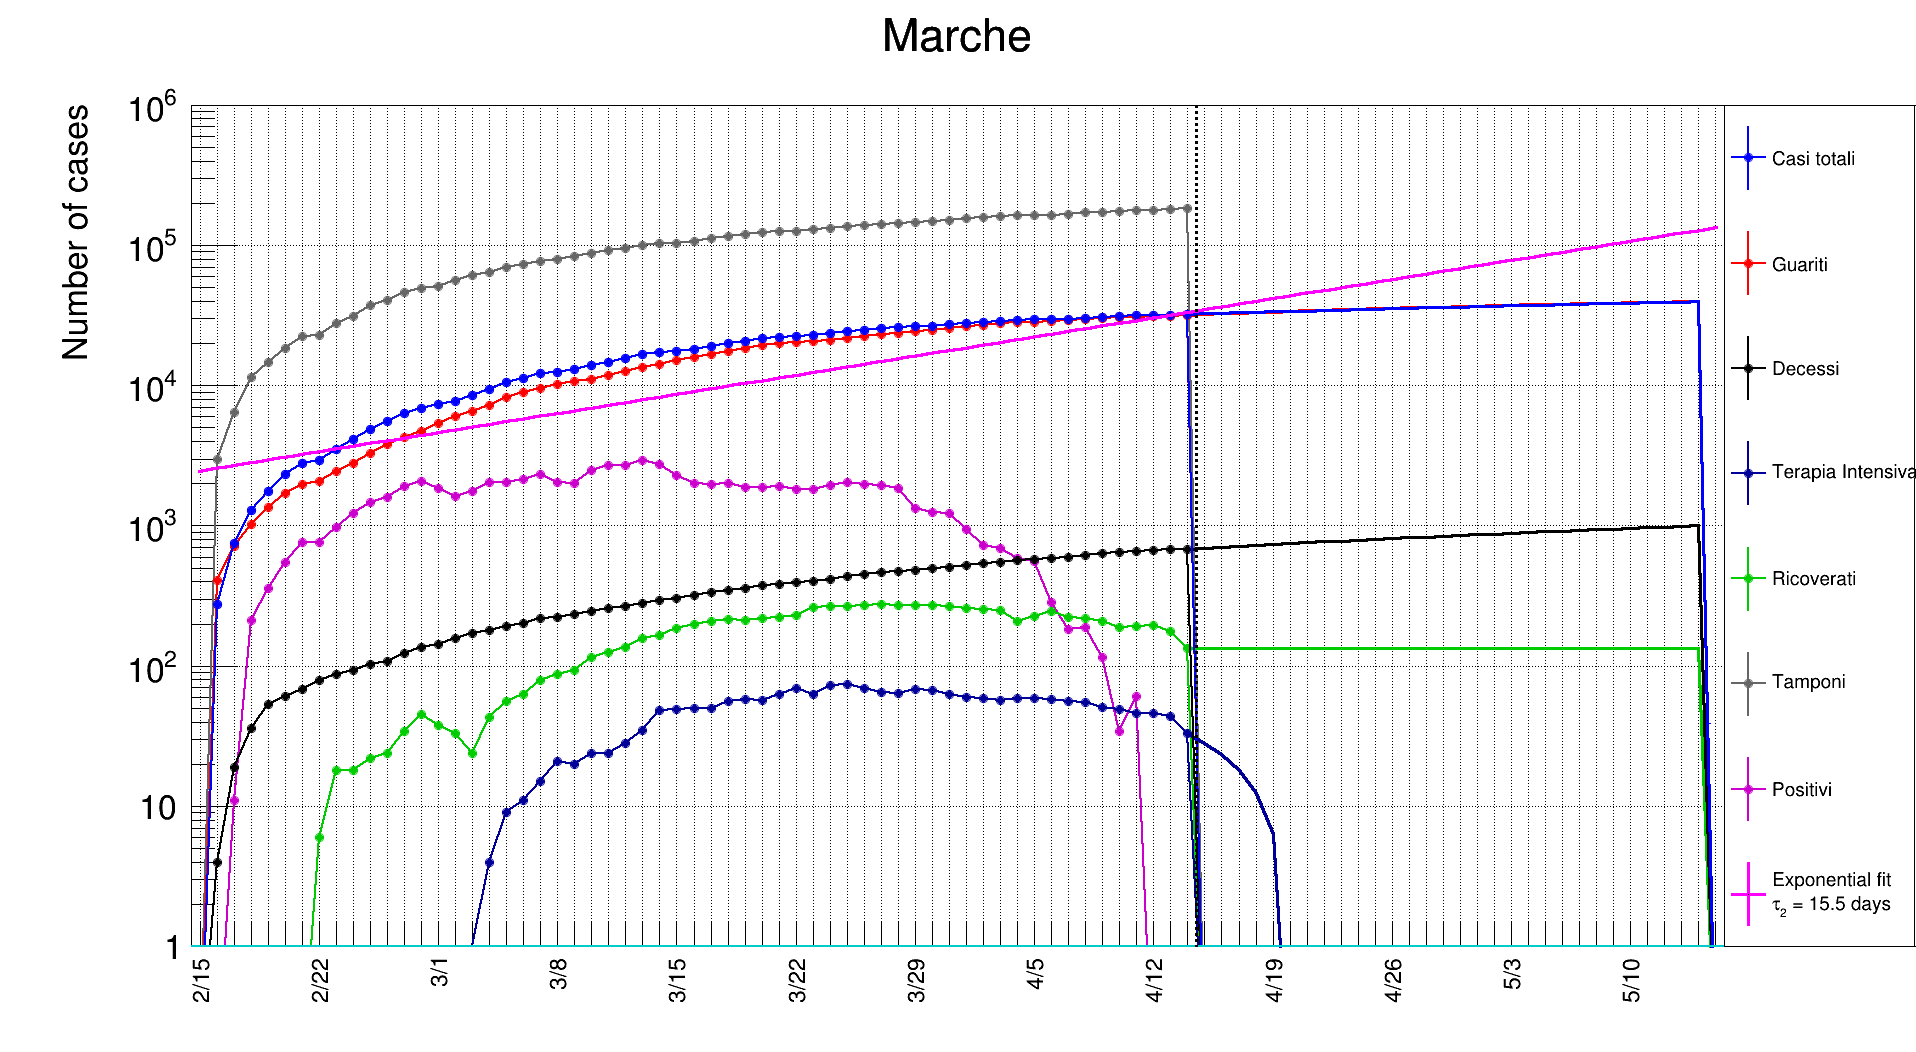 Marche
Number of cases
10^6
10^5
10^4
10^3
10^2
10
1
2/15
2/22
3/1
3/8
3/15
3/22
3/29
4/5
4/12
4/19
4/26
5/3
5/10
Casi totali
Guariti
Decessi
Terapia Intensiva
Ricoverati
Tamponi
Positivi
Exponential fit
τ₂ = 15.5 days